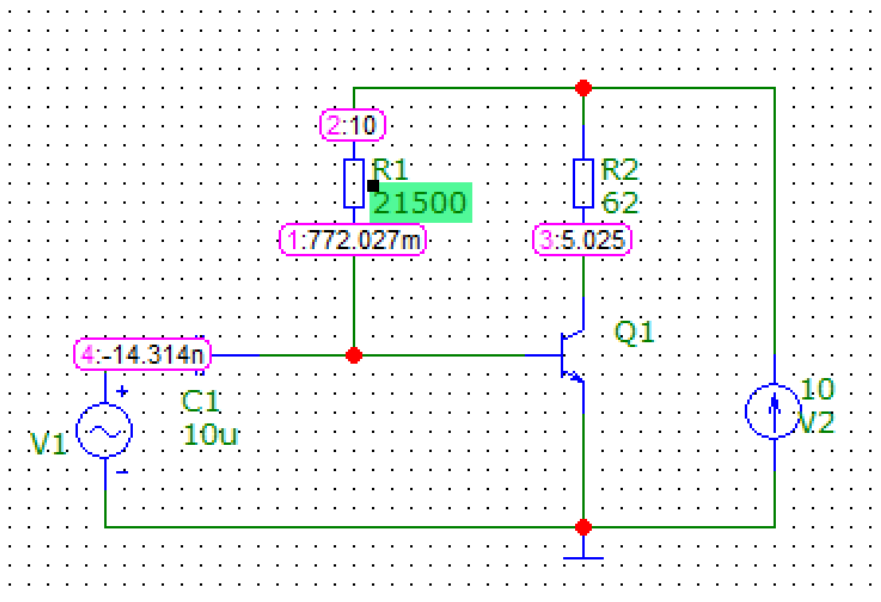 2:10
R1
21500
R2
62
1:772.027m
3:5.025
Q1
4:-14.314n
C1
10u
V1
+
-
10
V2